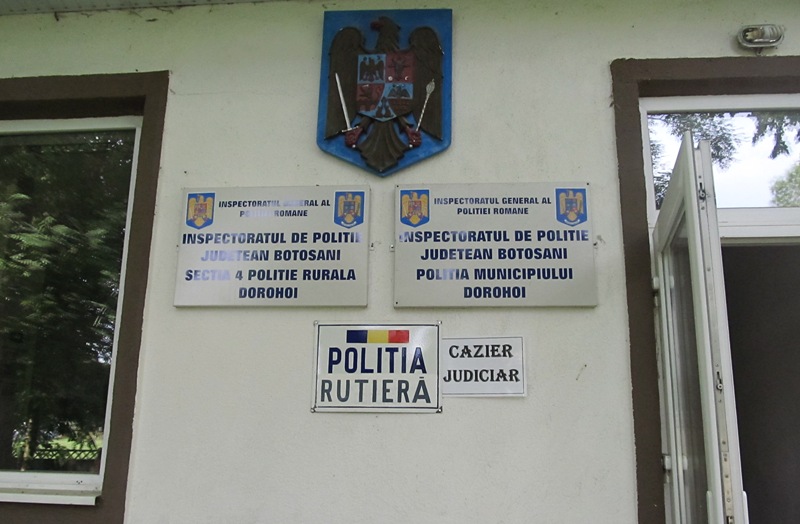 INSPECTORATUL GENERAL AL
POLITIEI ROMANE
INSPECTORATUL DE POLITIE
JUDETEAN BOTOSANI
SECTIA 4 POLITIE RURALA
DOROHOI
INSPECTORATUL GENERAL AL
POLITIEI ROMANE
INSPECTORATUL DE POLITIE
JUDETEAN BOTOSANI
POLITIA MUNICIPIULUI
DOROHOI
POLITIA
RUTIERĂ
CAZIER
JUDICIAR